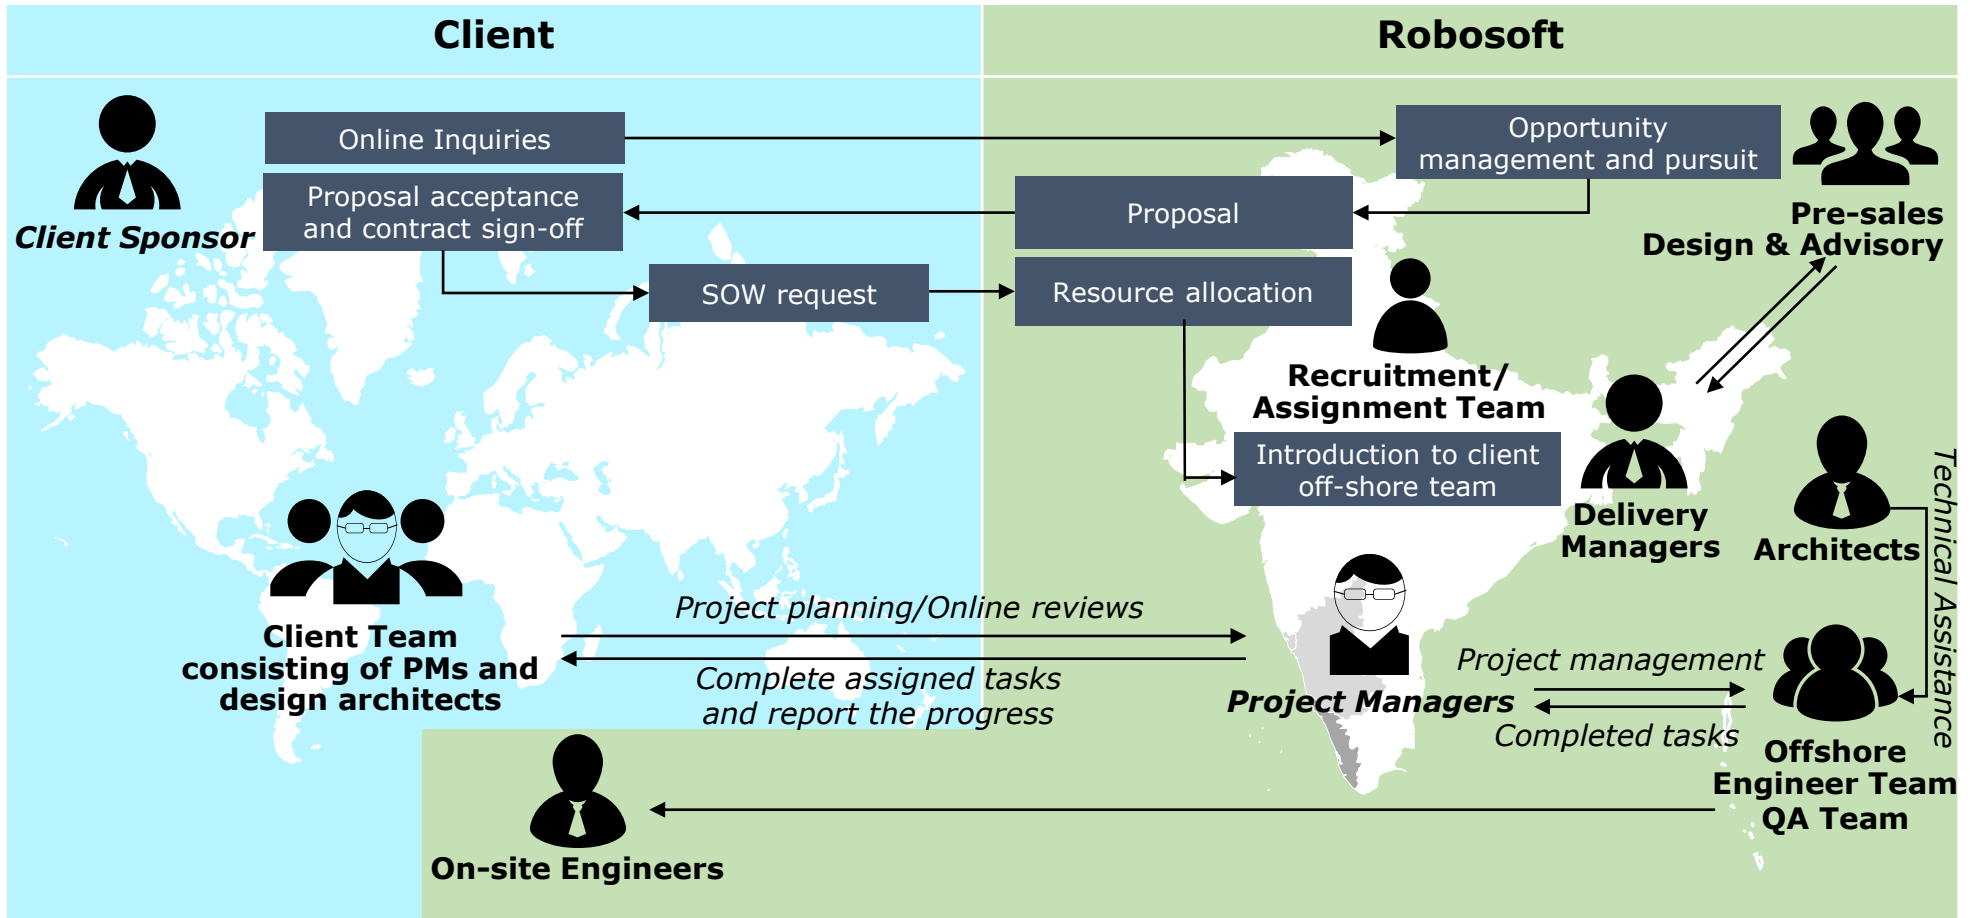 Client
Robosoft
Online Inquiries
Opportunity
management and pursuit
Client Sponsor
Proposal acceptance
and contract sign-off
Proposal
Pre-sales
Design & Advisory
SOW request
Resource allocation
Recruitment/
Assignment Team
Introduction to client
off-shore team
Delivery
Managers
Architects
Technical Assistance
Client Team
consisting of PMs and
design architects
Project planning/Online reviews
Complete assigned tasks
and report the progress
Project Managers
Project management
Completed tasks
Offshore
Engineer Team
QA Team
On-site Engineers